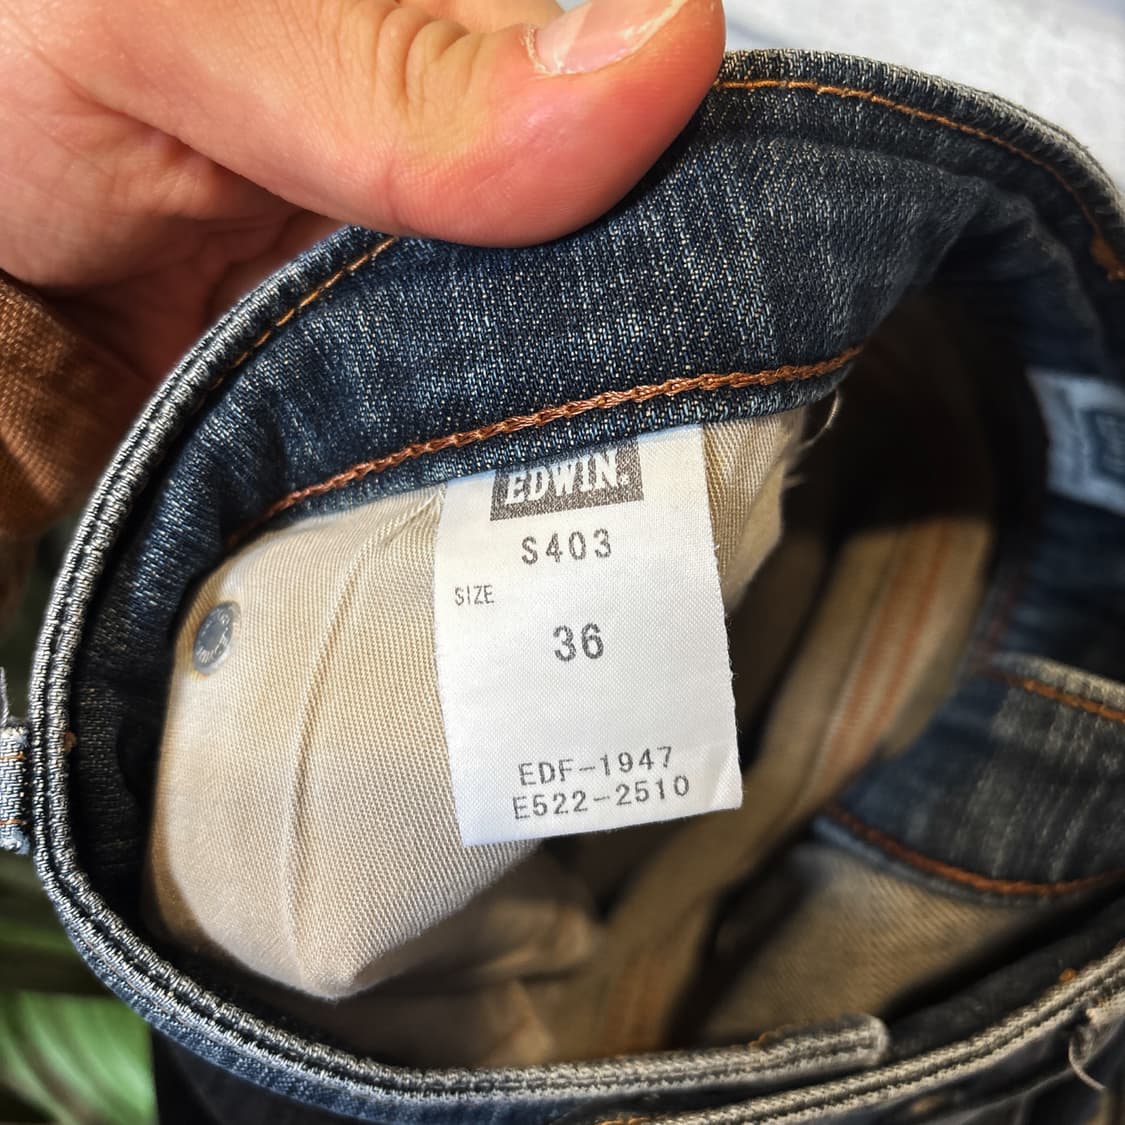 EDWIN.
S403
SIZE
36
EDF-1947
E522-2510